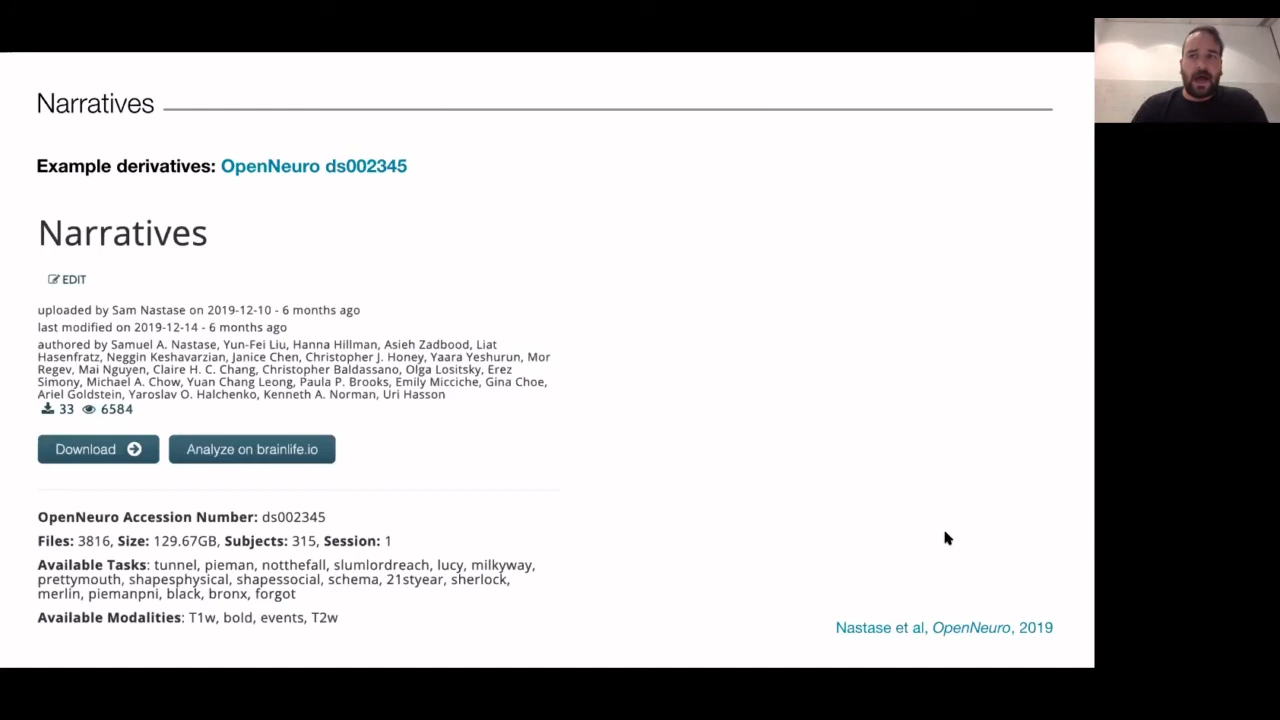 Narratives
Example derivatives: OpenNeuro ds002345
Narratives
EDIT
uploaded by Sam Nastase on 2019-12-10 - 6 months ago
last modified on 2019-12-14 - 6 months ago
authored by Samuel A. Nastase, Yun-Fei Liu, Hanna Hillman, Asieh Zadbood, Liat
Hasenfratz, Neggin Keshavarzian, Janice Chen, Christopher J. Honey, Yaara Yeshurun, Mor
Regev, Mai Nguyen, Claire H. C. Chang, Christopher Baldassano, Olga Lositsky, Erez
Simony, Michael A. Chow, Yuan Chang Leong, Paula P. Brooks, Emily Micciche, Gina Choe,
Ariel Goldstein, Yaroslav O. Halchenko, Kenneth A. Norman, Uri Hasson
33 6584
Download Analyze on brainlife.io
OpenNeuro Accession Number: ds002345
Files: 3816, Size: 129.67GB, Subjects: 315, Session: 1
Available Tasks: tunnel, pieman, notthefall, slumlordreach, lucy, milkyway,
prettymouth, shapesphysical, shapessocial, schema, 21styear, sherlock,
merlin, piemanpni, black, bronx, forgot
Available Modalities: T1w, bold, events, T2w
Nastase et al, OpenNeuro, 2019